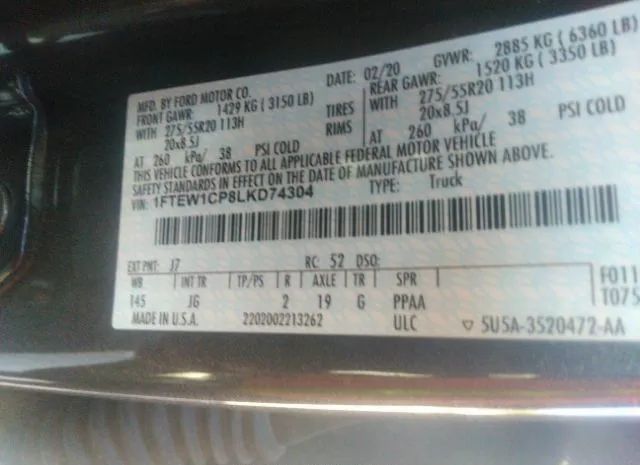 MFD. BY FORD MOTOR CO. DATE: 02/20 GVWR: 2885 KG ( 6360 LB)
FRONT GAWR: 1429 KG ( 3150 LB) REAR GAWR: 1520 KG ( 3350 LB)
WITH 275/55R20 113H TIRES WITH 275/55R20 113H
20x8.5J RIMS 20x8.5J
AT 260 kPa/ 38 PSI COLD AT 260 kPa/ 38 PSI COLD
THIS VEHICLE CONFORMS TO ALL APPLICABLE FEDERAL MOTOR VEHICLE
SAFETY STANDARDS IN EFFECT ON THE DATE OF MANUFACTURE SHOWN ABOVE.
VIN: 1FTEW1CP8LKD74304 TYPE: Truck
EXT PNT: J7 RC: 52 DSO:
WB INT TR TP/PS R AXLE TR SPR F011
145 JG 2 19 G PPAA T075
MADE IN U.S.A. 2202002213262 ULC ▽ 5U5A-3520472-AA